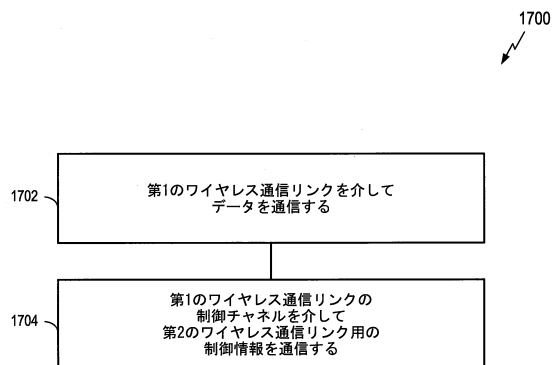 1700
1702
第1のワイヤレス通信リンクを介して
データを通信する
1704
第1のワイヤレス通信リンクの
制御チャネルを介して
第2のワイヤレス通信リンク用の
制御情報を通信する